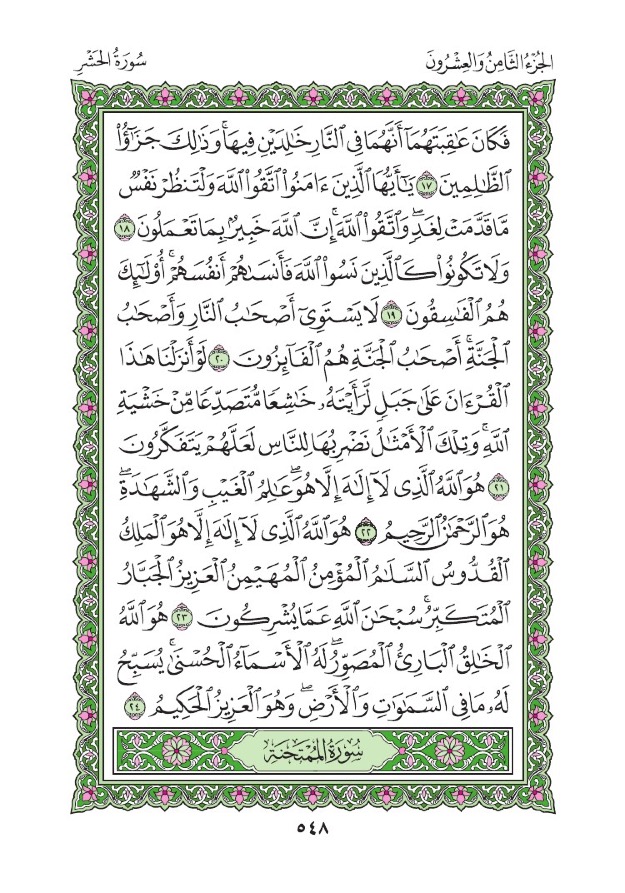 الجُزْءُ الثَّامِنُ وَالعِشْرُونَ
سُورَةُ الحَشْرِ
فَكَانَ عَٰقِبَتَهُمَآ أَنَّهُمَا فِي ٱلنَّارِ خَٰلِدَيْنِ فِيهَاۚ وَذَٰلِكَ جَزَٰٓؤُاْ
ٱلظَّٰلِمِينَ ١٧ يَٰٓأَيُّهَا ٱلَّذِينَ ءَامَنُواْ ٱتَّقُواْ ٱللَّهَ وَلْتَنظُرْ نَفْسٌ
مَّا قَدَّمَتْ لِغَدٖۖ وَٱتَّقُواْ ٱللَّهَۚ إِنَّ ٱللَّهَ خَبِيرُۢ بِمَا تَعْمَلُونَ ١٨
وَلَا تَكُونُواْ كَٱلَّذِينَ نَسُواْ ٱللَّهَ فَأَنسَىٰهُمْ أَنفُسَهُمْۚ أُوْلَٰٓئِكَ
هُمُ ٱلْفَٰسِقُونَ ١٩ لَا يَسْتَوِيٓ أَصْحَٰبُ ٱلنَّارِ وَأَصْحَٰبُ
ٱلْجَنَّةِۚ أَصْحَٰبُ ٱلْجَنَّةِ هُمُ ٱلْفَآئِزُونَ ٢٠ لَوْ أَنزَلْنَا هَٰذَا
ٱلْقُرْءَانَ عَلَىٰ جَبَلٖ لَّرَأَيْتَهُۥ خَٰشِعٗا مُّتَصَدِّعٗا مِّنْ خَشْيَةِ
ٱللَّهِۚ وَتِلْكَ ٱلْأَمْثَٰلُ نَضْرِبُهَا لِلنَّاسِ لَعَلَّهُمْ يَتَفَكَّرُونَ
٢١ هُوَ ٱللَّهُ ٱلَّذِي لَآ إِلَٰهَ إِلَّا هُوَۖ عَٰلِمُ ٱلْغَيْبِ وَٱلشَّهَٰدَةِۖ
هُوَ ٱلرَّحْمَٰنُ ٱلرَّحِيمُ ٢٢ هُوَ ٱللَّهُ ٱلَّذِي لَآ إِلَٰهَ إِلَّا هُوَ ٱلْمَلِكُ
ٱلْقُدُّوسُ ٱلسَّلَٰمُ ٱلْمُؤْمِنُ ٱلْمُهَيْمِنُ ٱلْعَزِيزُ ٱلْجَبَّارُ
ٱلْمُتَكَبِّرُۚ سُبْحَٰنَ ٱللَّهِ عَمَّا يُشْرِكُونَ ٢٣ هُوَ ٱللَّهُ
ٱلْخَٰلِقُ ٱلْبَارِئُ ٱلْمُصَوِّرُۖ لَهُ ٱلْأَسْمَآءُ ٱلْحُسْنَىٰۚ يُسَبِّحُ
لَهُۥ مَا فِي ٱلسَّمَٰوَٰتِ وَٱلْأَرْضِۖ وَهُوَ ٱلْعَزِيزُ ٱلْحَكِيمُ ٢٤
سُورَةُ المُمْتَحنَةِ
٥٤٨